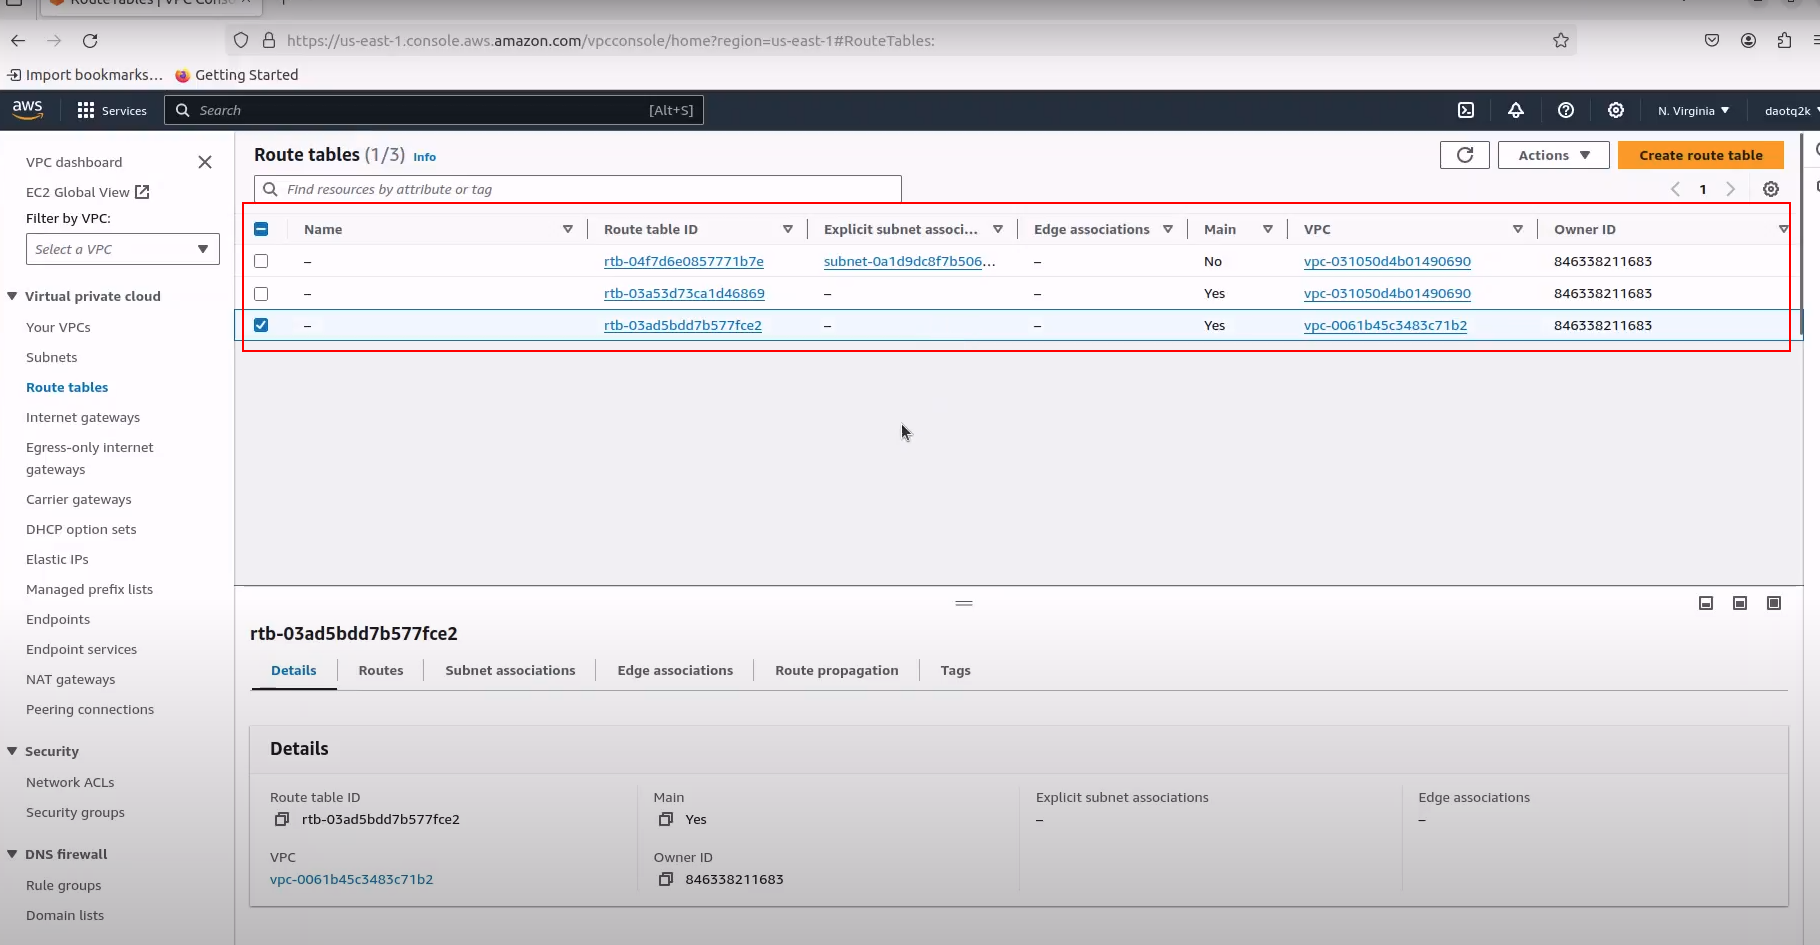 RouteTables | VPC Conso
https://us-east-1.console.aws.amazon.com/vpcconsole/home?region=us-east-1#RouteTables:
Import bookmarks… Getting Started
aws Services Search [Alt+S] N. Virginia daotq2k
VPC dashboard
EC2 Global View
Filter by VPC:
Select a VPC
Virtual private cloud
Your VPCs
Subnets
Route tables
Internet gateways
Egress-only internet
gateways
Carrier gateways
DHCP option sets
Elastic IPs
Managed prefix lists
Endpoints
Endpoint services
NAT gateways
Peering connections
Security
Network ACLs
Security groups
DNS firewall
Rule groups
Domain lists
Route tables (1/3) Info
Actions Create route table
Find resources by attribute or tag
1
Name Route table ID Explicit subnet associ... Edge associations Main VPC Owner ID
– rtb-04f7d6e0857771b7e subnet-0a1d9dc8f7b506... – No vpc-031050d4b01490690 846338211683
– rtb-03a53d73ca1d46869 – – Yes vpc-031050d4b01490690 846338211683
– rtb-03ad5bdd7b577fce2 – – Yes vpc-0061b45c3483c71b2 846338211683
rtb-03ad5bdd7b577fce2
Details Routes Subnet associations Edge associations Route propagation Tags
Details
Route table ID
rtb-03ad5bdd7b577fce2
Main
Yes
Explicit subnet associations
–
Edge associations
–
VPC
vpc-0061b45c3483c71b2
Owner ID
846338211683